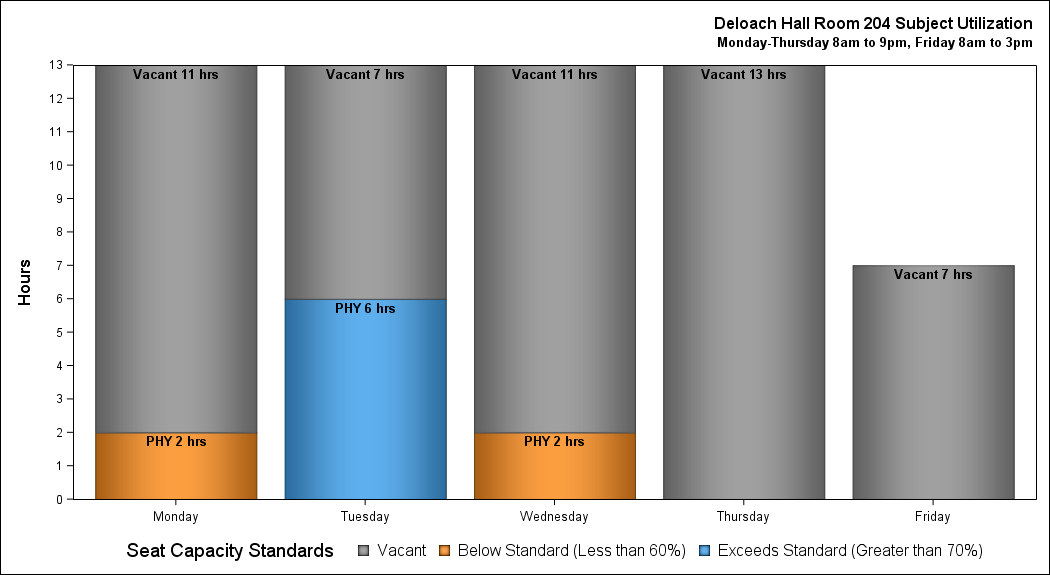 Deloach Hall Room 204 Subject Utilization
Monday-Thursday 8am to 9pm, Friday 8am to 3pm
Hours
13
12
11
10
9
8
7
6
5
4
3
2
1
0
Vacant 11 hrs
PHY 2 hrs
Vacant 7 hrs
PHY 6 hrs
Vacant 11 hrs
PHY 2 hrs
Vacant 13 hrs
Vacant 7 hrs
Monday Tuesday Wednesday Thursday Friday
Seat Capacity Standards Vacant Below Standard (Less than 60%) Exceeds Standard (Greater than 70%)